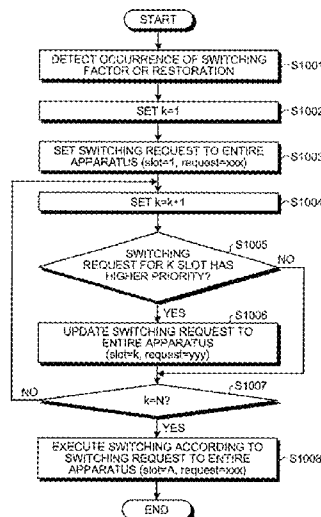 START
DETECT OCCURRENCE OF SWITCHING
FACTOR OR RESTORATION
S1001
SET k=1
S1002
SET SWITCHING REQUEST TO ENTIRE
APPARATUS (slot=1, request=xxx)
S1003
SET k=k+1
S1004
S1005
SWITCHING
REQUEST FOR K SLOT HAS
HIGHER PRIORITY?
NO
YES
S1006
UPDATE SWITCHING REQUEST TO
ENTIRE APPARATUS
(slot=k, request=yyy)
S1007
NO
k=N?
YES
EXECUTE SWITCHING ACCORDING TO
SWITCHING REQUEST TO ENTIRE
APPARATUS (slot=A, request=xxx)
S1008
END